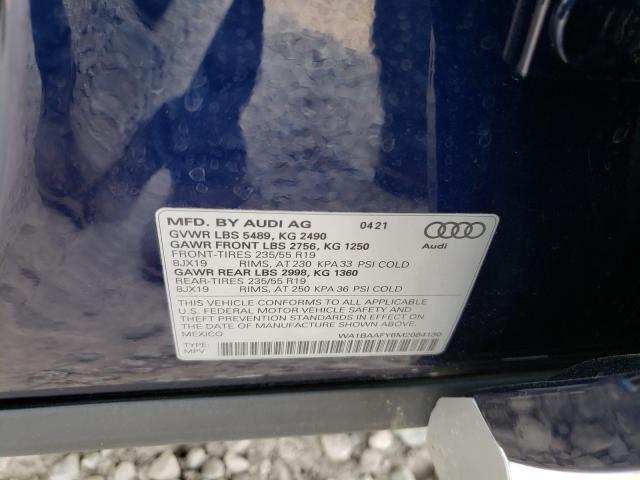 MFD. BY AUDI AG 04 21
GVWR LBS 5489, KG 2490
GAWR FRONT LBS 2756, KG 1250
FRONT-TIRES 235/55 R19
8JX19 RIMS, AT 230 KPA 33 PSI COLD
GAWR REAR LBS 2998, KG 1360
REAR-TIRES 235/55 R19
8JX19 RIMS, AT 250 KPA 36 PSI COLD
Audi
THIS VEHICLE CONFORMS TO ALL APPLICABLE
U.S. FEDERAL MOTOR VEHICLE SAFETY AND
THEFT PREVENTION STANDARDS IN EFFECT ON
THE DATE OF MANUFACTURE SHOWN ABOVE
MEXICO
WA1BAAFY6M2084130
TYPE:
MPV